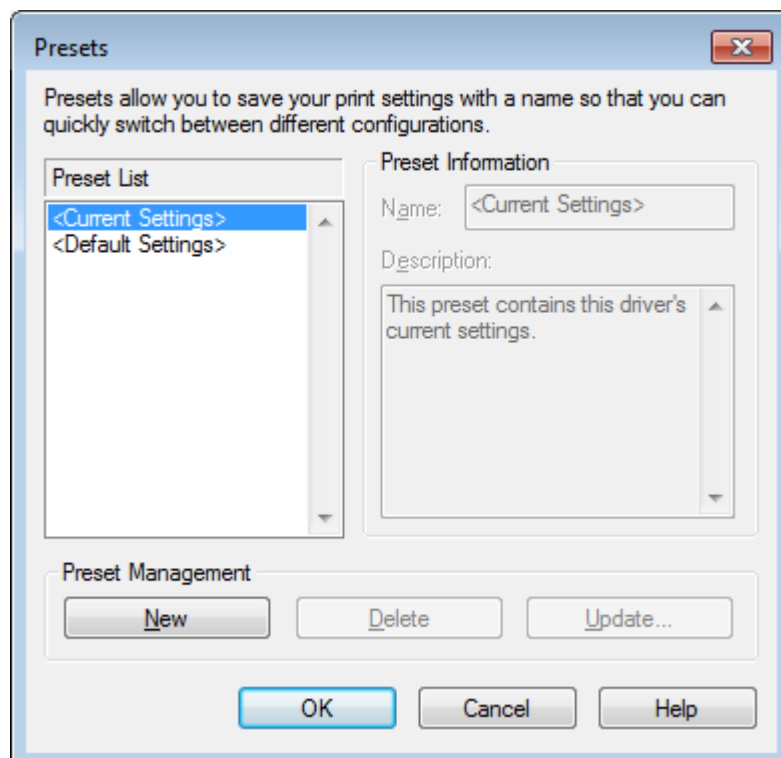 Presets
Presets allow you to save your print settings with a name so that you can
quickly switch between different configurations.
Preset List
<Current Settings>
<Default Settings>
Preset Information
Name: <Current Settings>
Description:
This preset contains this driver's
current settings.
Preset Management
New Delete Update...
OK Cancel Help